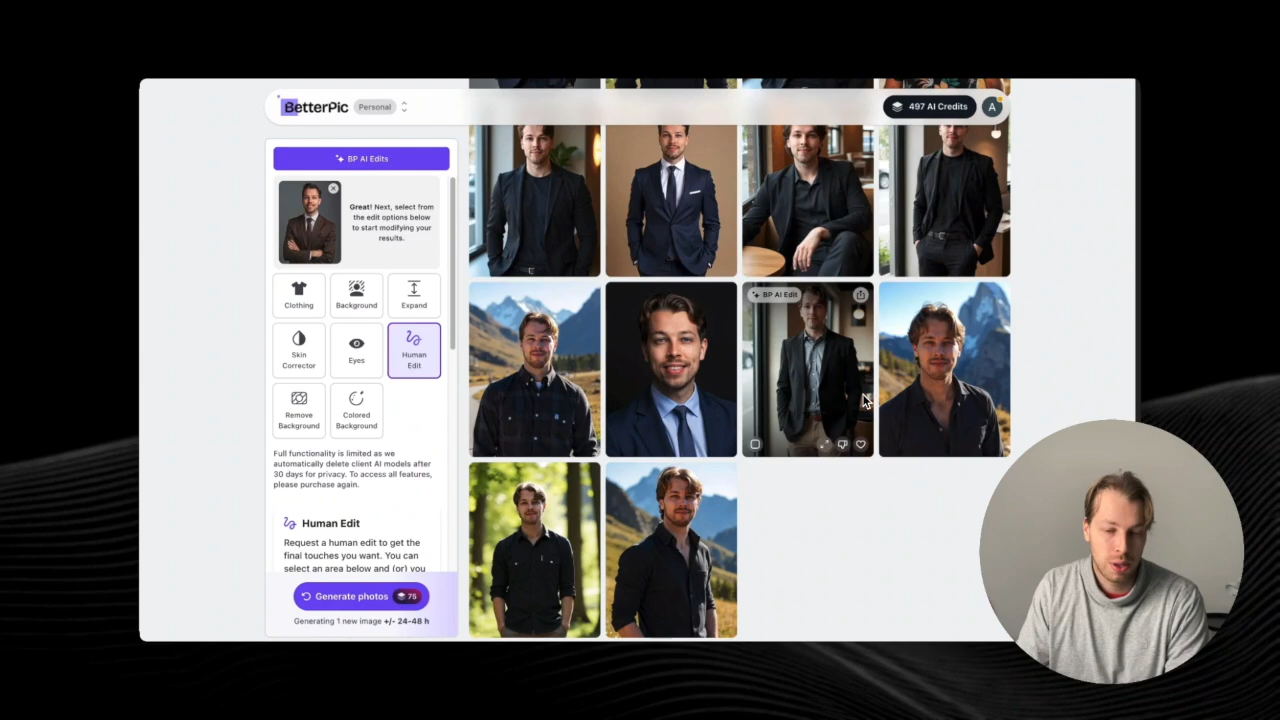 BetterPic
Personal
497 AI Credits
A
BP AI Edits
Great! Next, select from
the edit options below
to start modifying your
results.
Clothing
Background
Expand
Skin
Corrector
Eyes
Human
Edit
Remove
Background
Colored
Background
Full functionality is limited as we
automatically delete client AI models after
30 days for privacy. To access all features,
please purchase again.
Human Edit
Request a human edit to get the
final touches you want. You can
select an area below and (or) you
Generate photos 75
Generating 1 new image +/- 24-48 h
BP AI Edit